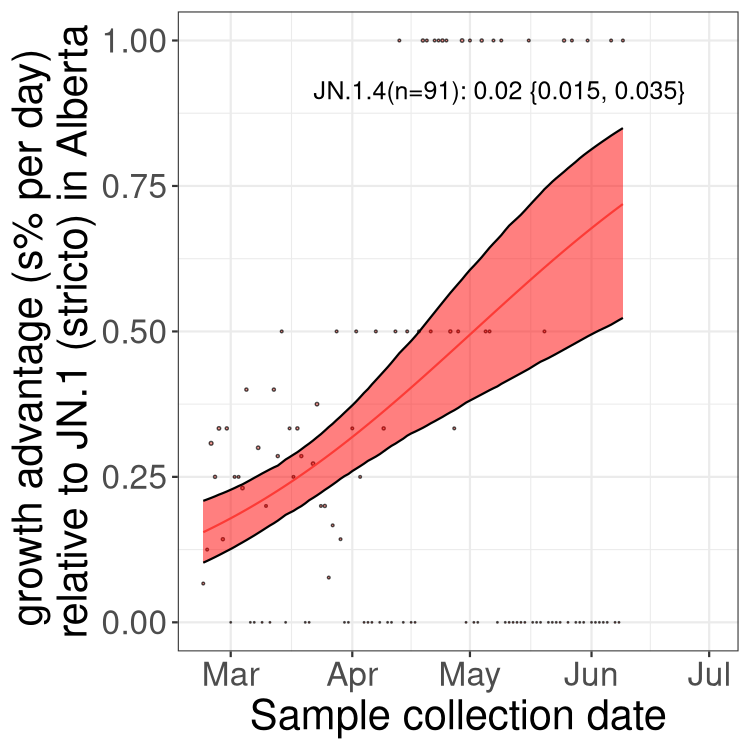 growth advantage (s% per day)
relative to JN.1 (stricto) in Alberta
1.00
JN.1.4(n=91): 0.02 {0.015, 0.035}
0.75
0.50
0.25
0.00
Mar Apr May Jun Jul
Sample collection date